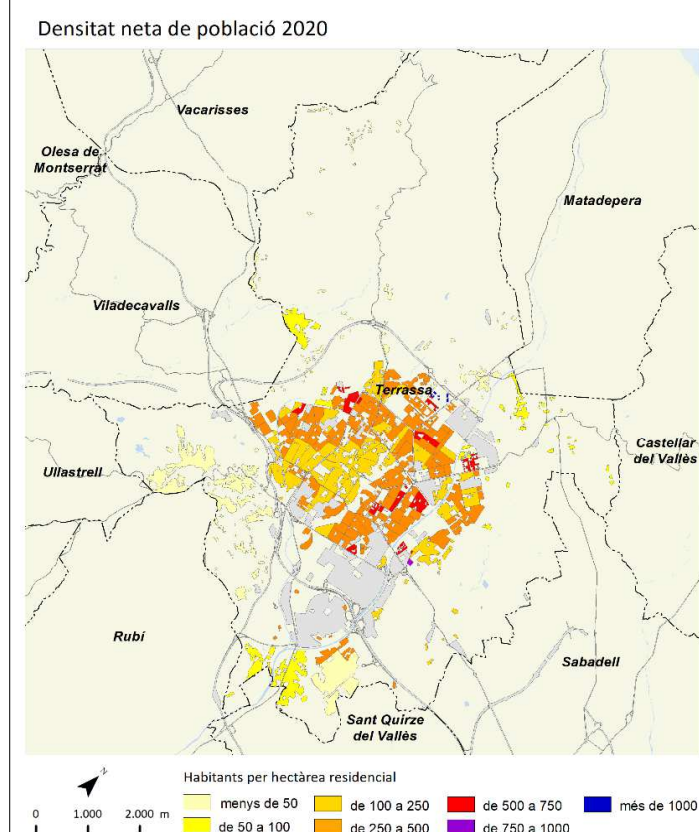 Densitat neta de població 2020
Vacarisses
Olesa de
Montserrat
Matadepera
Viladecavalls
Terrassa
Castellar
del Vallès
Ullastrell
Rubí
Sabadell
Sant Quirze
del Vallès
N
Habitants per hectàrea residencial
menys de 50
de 100 a 250
de 500 a 750
més de 1000
0 1.000 2.000 m
de 50 a 100
de 250 a 500
de 750 a 1000